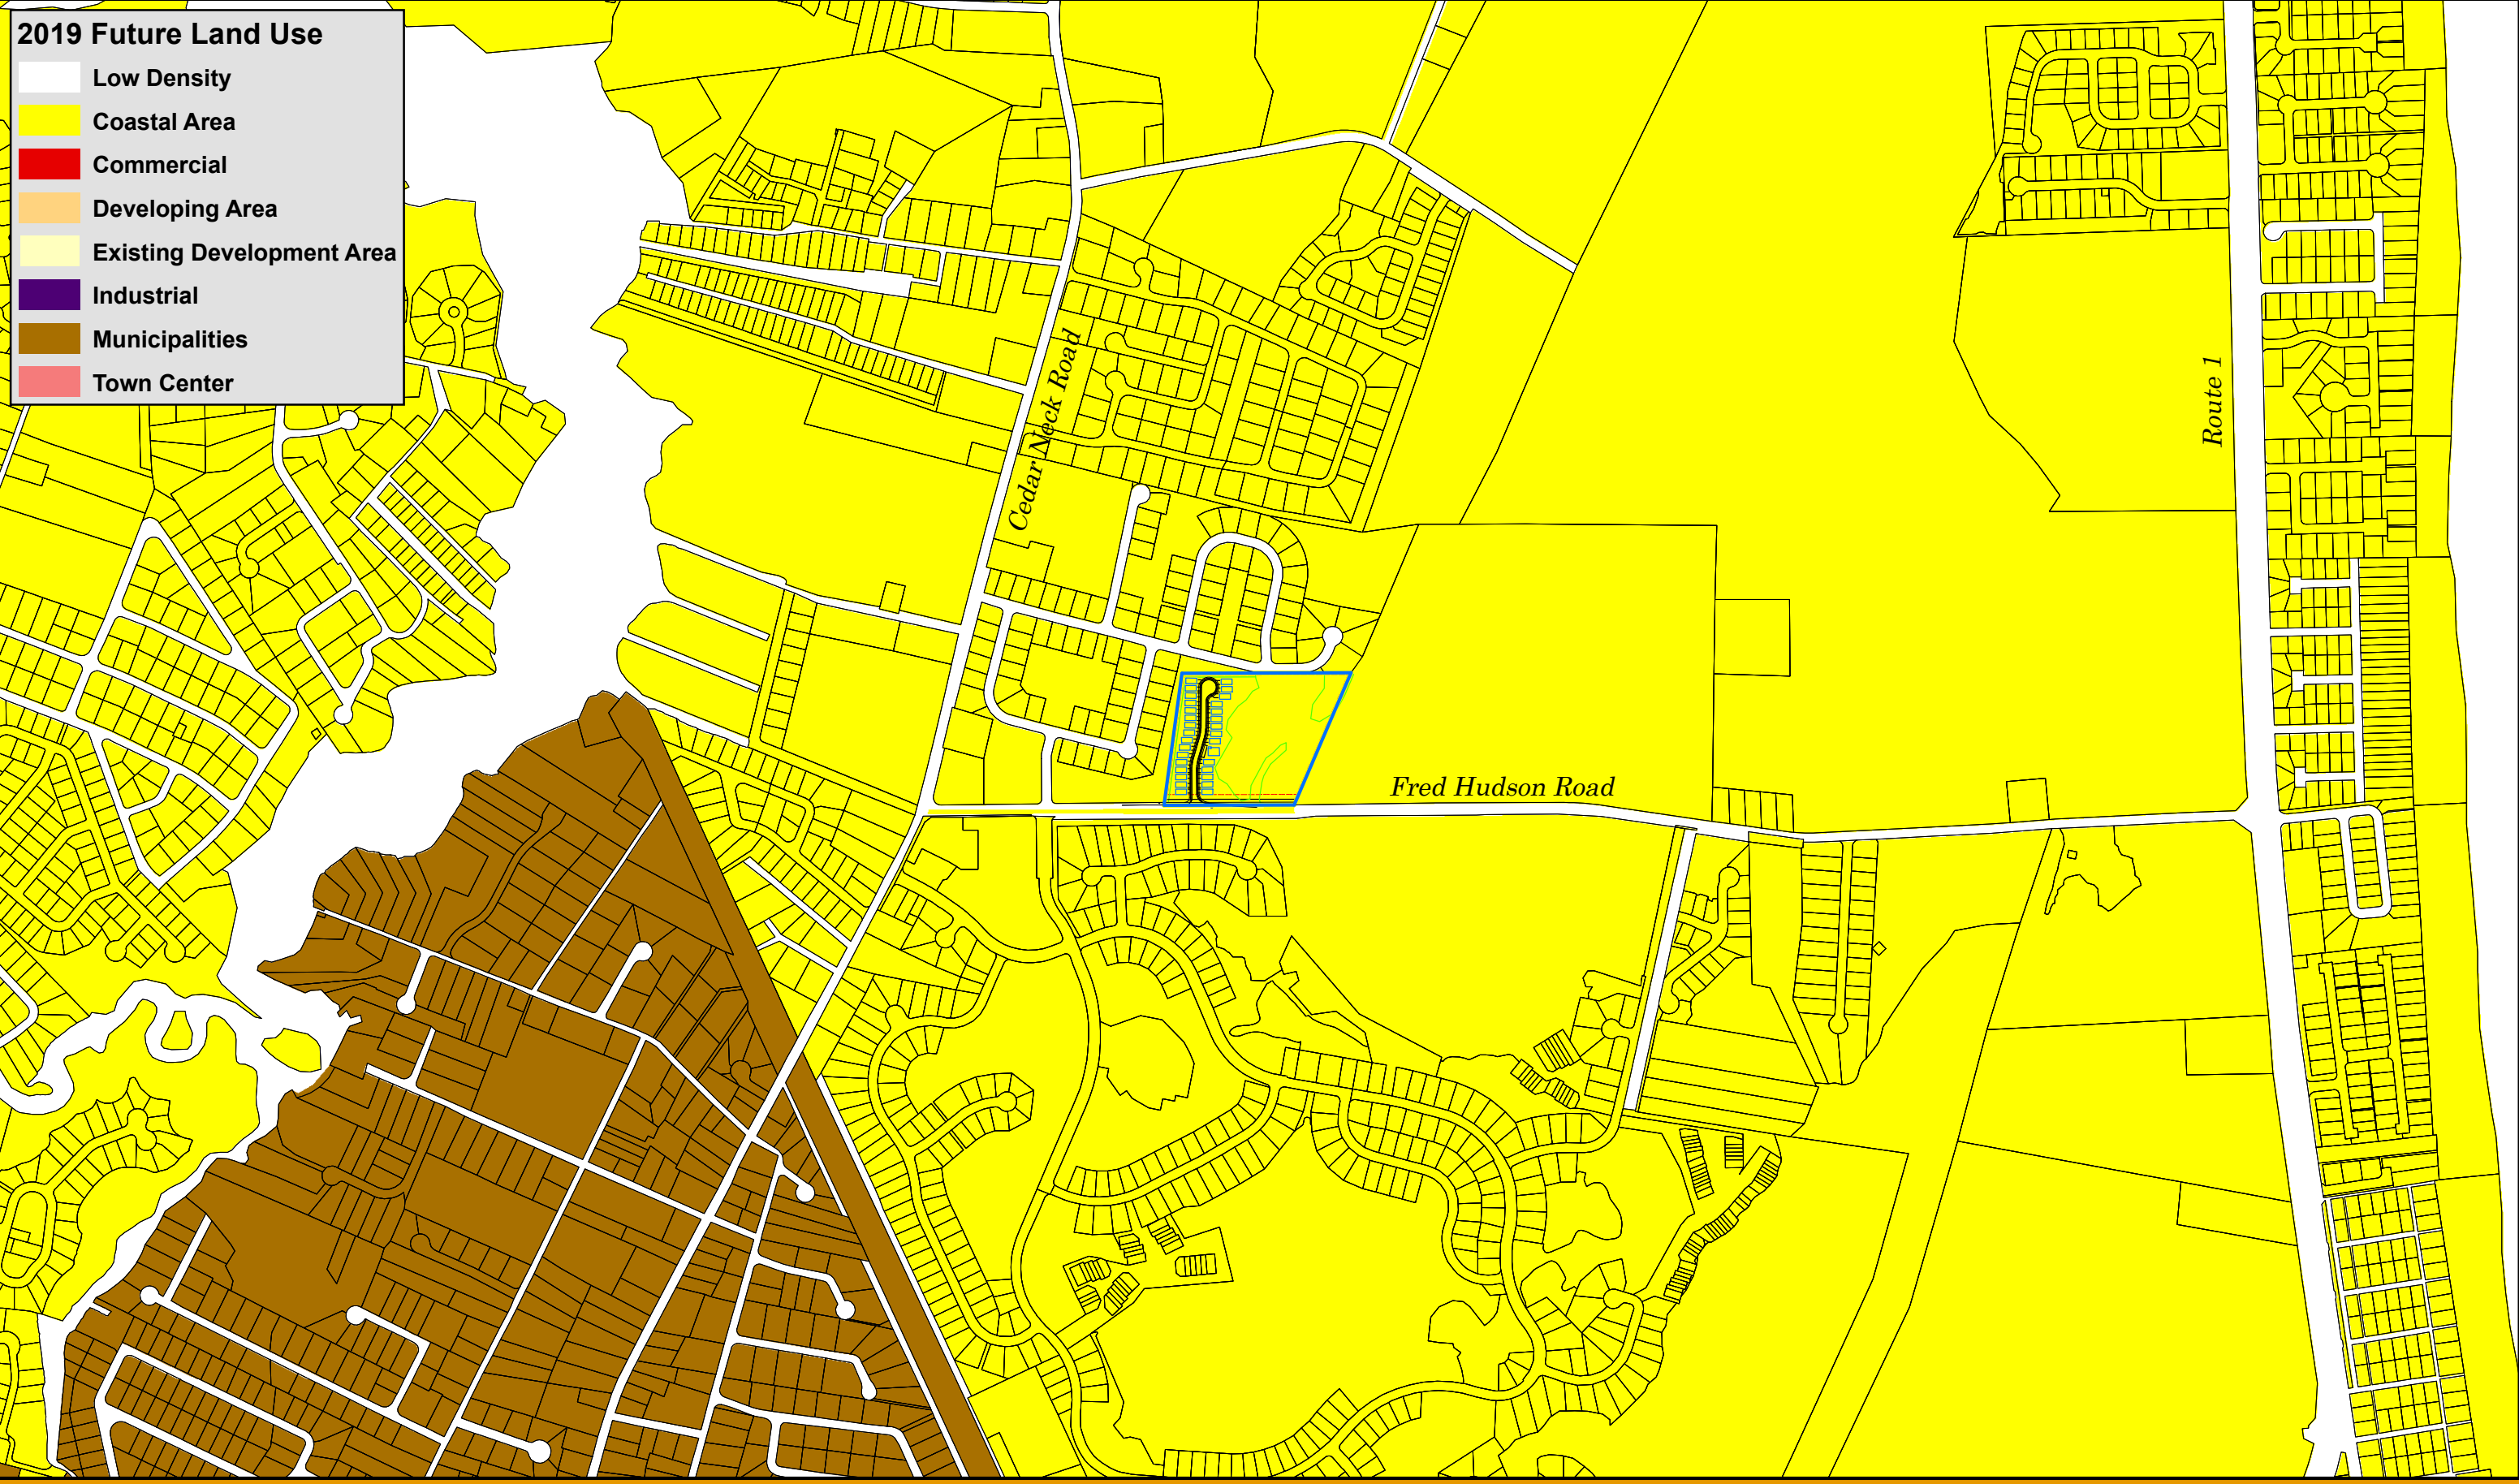 2019 Future Land Use
Low Density
Coastal Area
Commercial
Developing Area
Existing Development Area
Industrial
Municipalities
Town Center
Cedar Neck Road
Route 1
Fred Hudson Road